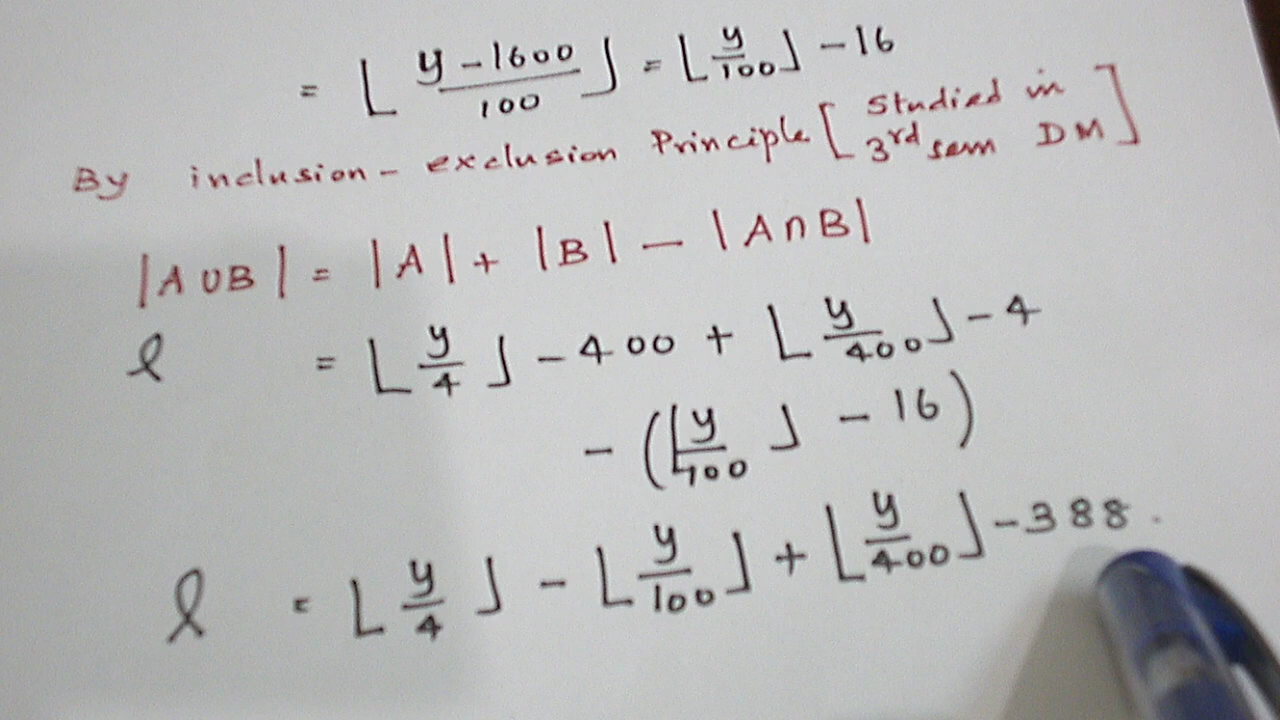 = ⌊ (y - 1600)/100 ⌋ = ⌊ y/100 ⌋ - 16
By inclusion - exclusion Principle [ Studied in 3rd sem DM ]
|A ∪ B| = |A| + |B| - |A ∩ B|
l = ⌊ y/4 ⌋ - 400 + ⌊ y/400 ⌋ - 4
- ( ⌊ y/100 ⌋ - 16 )
l = ⌊ y/4 ⌋ - ⌊ y/100 ⌋ + ⌊ y/400 ⌋ - 388.